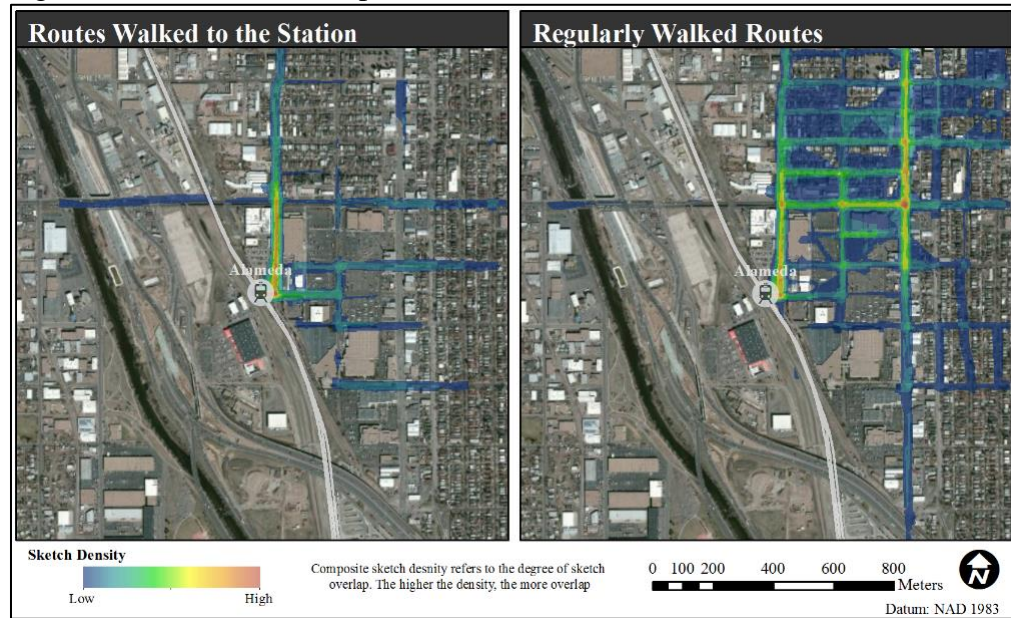 Routes Walked to the Station
Regularly Walked Routes
Alameda
Alameda
Sketch Density
Low
High
Composite sketch desnity refers to the degree of sketch
overlap. The higher the density, the more overlap
0 100 200 400 600 800
Meters
N
Datum: NAD 1983